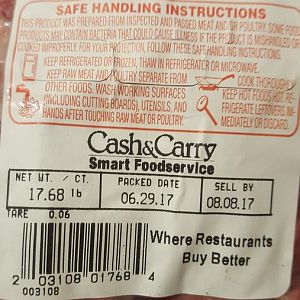 SAFE HANDLING INSTRUCTIONS
THIS PRODUCT WAS PREPARED FROM INSPECTED AND PASSED MEAT AND/OR POULTRY. SOME FOOD
PRODUCTS MAY CONTAIN BACTERIA THAT COULD CAUSE ILLNESS IF THE PRODUCT IS MISHANDLED OR
COOKED IMPROPERLY. FOR YOUR PROTECTION, FOLLOW THESE SAFE HANDLING INSTRUCTIONS.
KEEP REFRIGERATED OR FROZEN. THAW IN REFRIGERATOR OR MICROWAVE.
KEEP RAW MEAT AND POULTRY SEPARATE FROM
OTHER FOODS. WASH WORKING SURFACES
(INCLUDING CUTTING BOARDS), UTENSILS, AND
HANDS AFTER TOUCHING RAW MEAT OR POULTRY.
COOK THOROUGHLY
KEEP HOT FOODS HOT. RE-
FRIGERATE LEFTOVERS IM-
MEDIATELY OR DISCARD.
Cash&Carry
Smart Foodservice
NET WT. / CT.
17.68 lb
PACKED DATE
06.29.17
SELL BY
08.08.17
TARE 0.06
Where Restaurants
Buy Better
2 03108 01768 4
003108